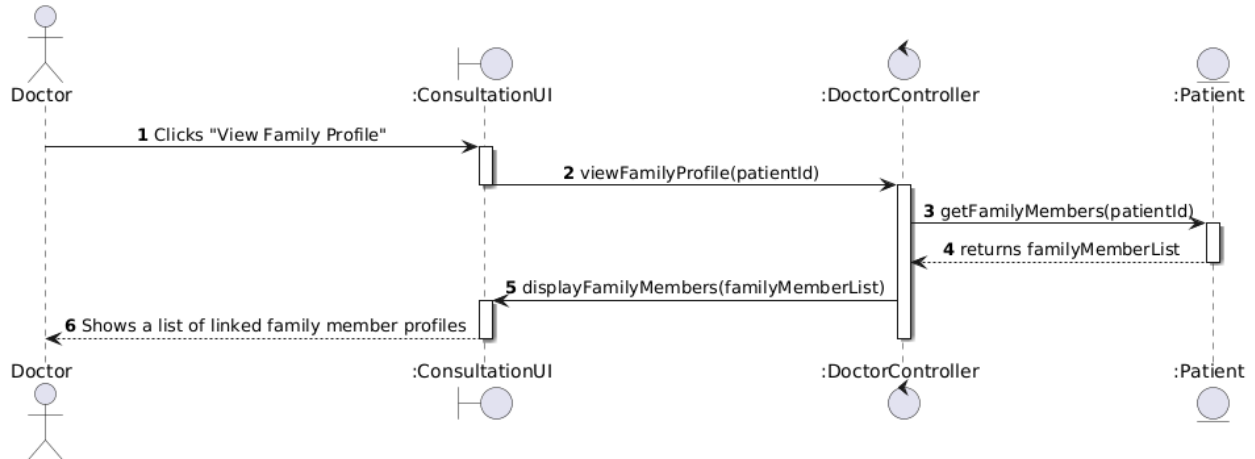 Doctor
:ConsultationUI
:DoctorController
:Patient
1 Clicks "View Family Profile"
2 viewFamilyProfile(patientId)
3 getFamilyMembers(patientId)
4 returns familyMemberList
5 displayFamilyMembers(familyMemberList)
6 Shows a list of linked family member profiles
Doctor
:ConsultationUI
:DoctorController
:Patient